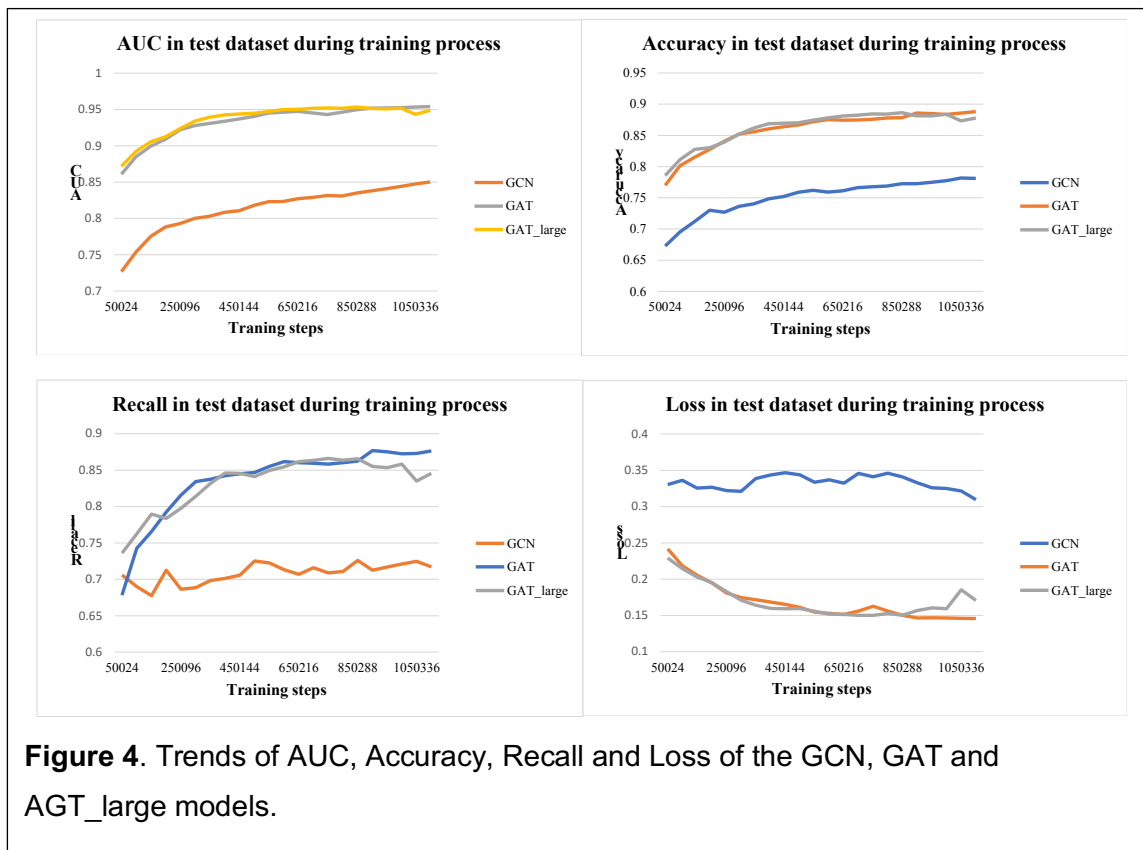 AUC in test dataset during training process
1
0.95
0.9
0.85
0.8
0.75
0.7
AUC
50024 250096 450144 650216 850288 1050336
Traning steps
GCN
GAT
GAT_large
Accuracy in test dataset during training process
0.95
0.9
0.85
0.8
0.75
0.7
0.65
0.6
Accuracy
50024 250096 450144 650216 850288 1050336
Training steps
GCN
GAT
GAT_large
Recall in test dataset during training process
0.9
0.85
0.8
0.75
0.7
0.65
0.6
Recall
50024 250096 450144 650216 850288 1050336
Training steps
GCN
GAT
GAT_large
Loss in test dataset during training process
0.4
0.35
0.3
0.25
0.2
0.15
0.1
Loss
50024 250096 450144 650216 850288 1050336
Training steps
GCN
GAT
GAT_large
Figure 4. Trends of AUC, Accuracy, Recall and Loss of the GCN, GAT and
AGT_large models.